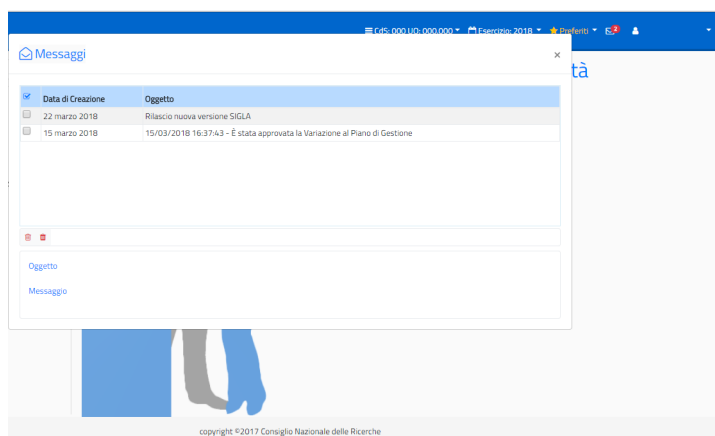 CdS: 000 UO: 000.000 Esercizio: 2018 Preferiti 2
Messaggi ×
tà
Data di Creazione Oggetto
22 marzo 2018 Rilascio nuova versione SIGLA
15 marzo 2018 15/03/2018 16:37:43 - È stata approvata la Variazione al Piano di Gestione
Oggetto
Messaggio
copyright ©2017 Consiglio Nazionale delle Ricerche